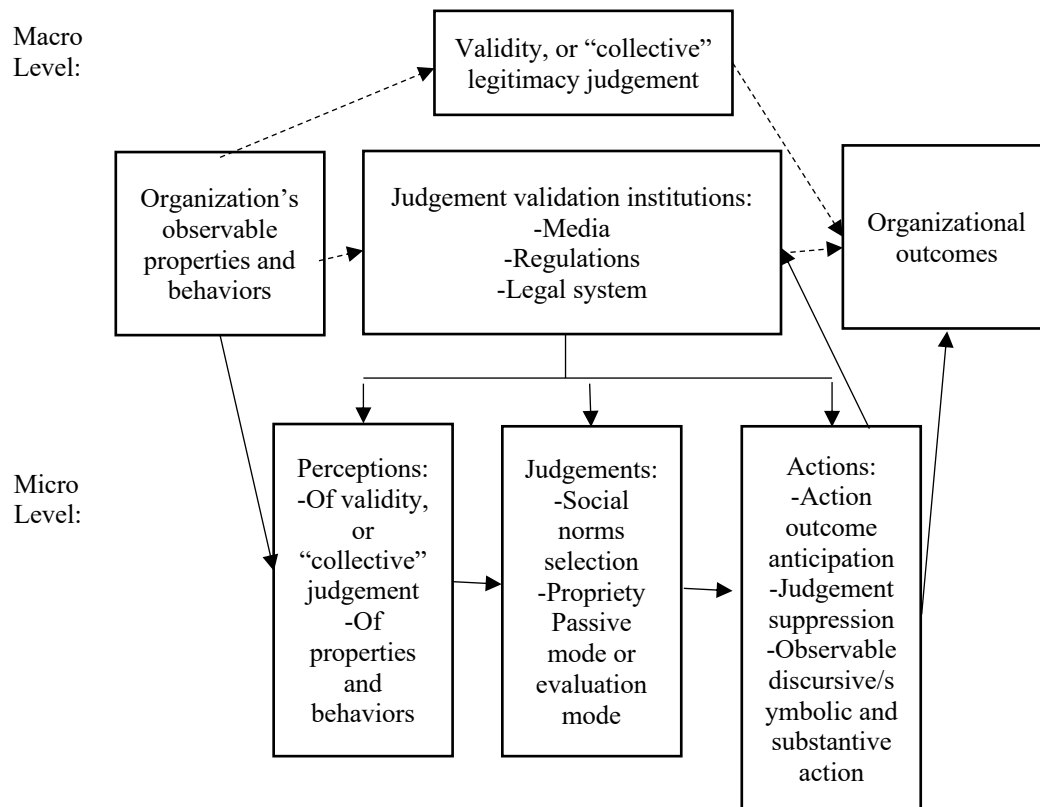 Macro
Level:
Validity, or “collective”
legitimacy judgement
Organization’s
observable
properties and
behaviors
Judgement validation institutions:
-Media
-Regulations
-Legal system
Organizational
outcomes
Micro
Level:
Perceptions:
-Of validity,
or
“collective”
judgement
-Of
properties
and
behaviors
Judgements:
-Social
norms
selection
-Propriety
Passive
mode or
evaluation
mode
Actions:
-Action
outcome
anticipation
-Judgement
suppression
-Observable
discursive/s
ymbolic and
substantive
action